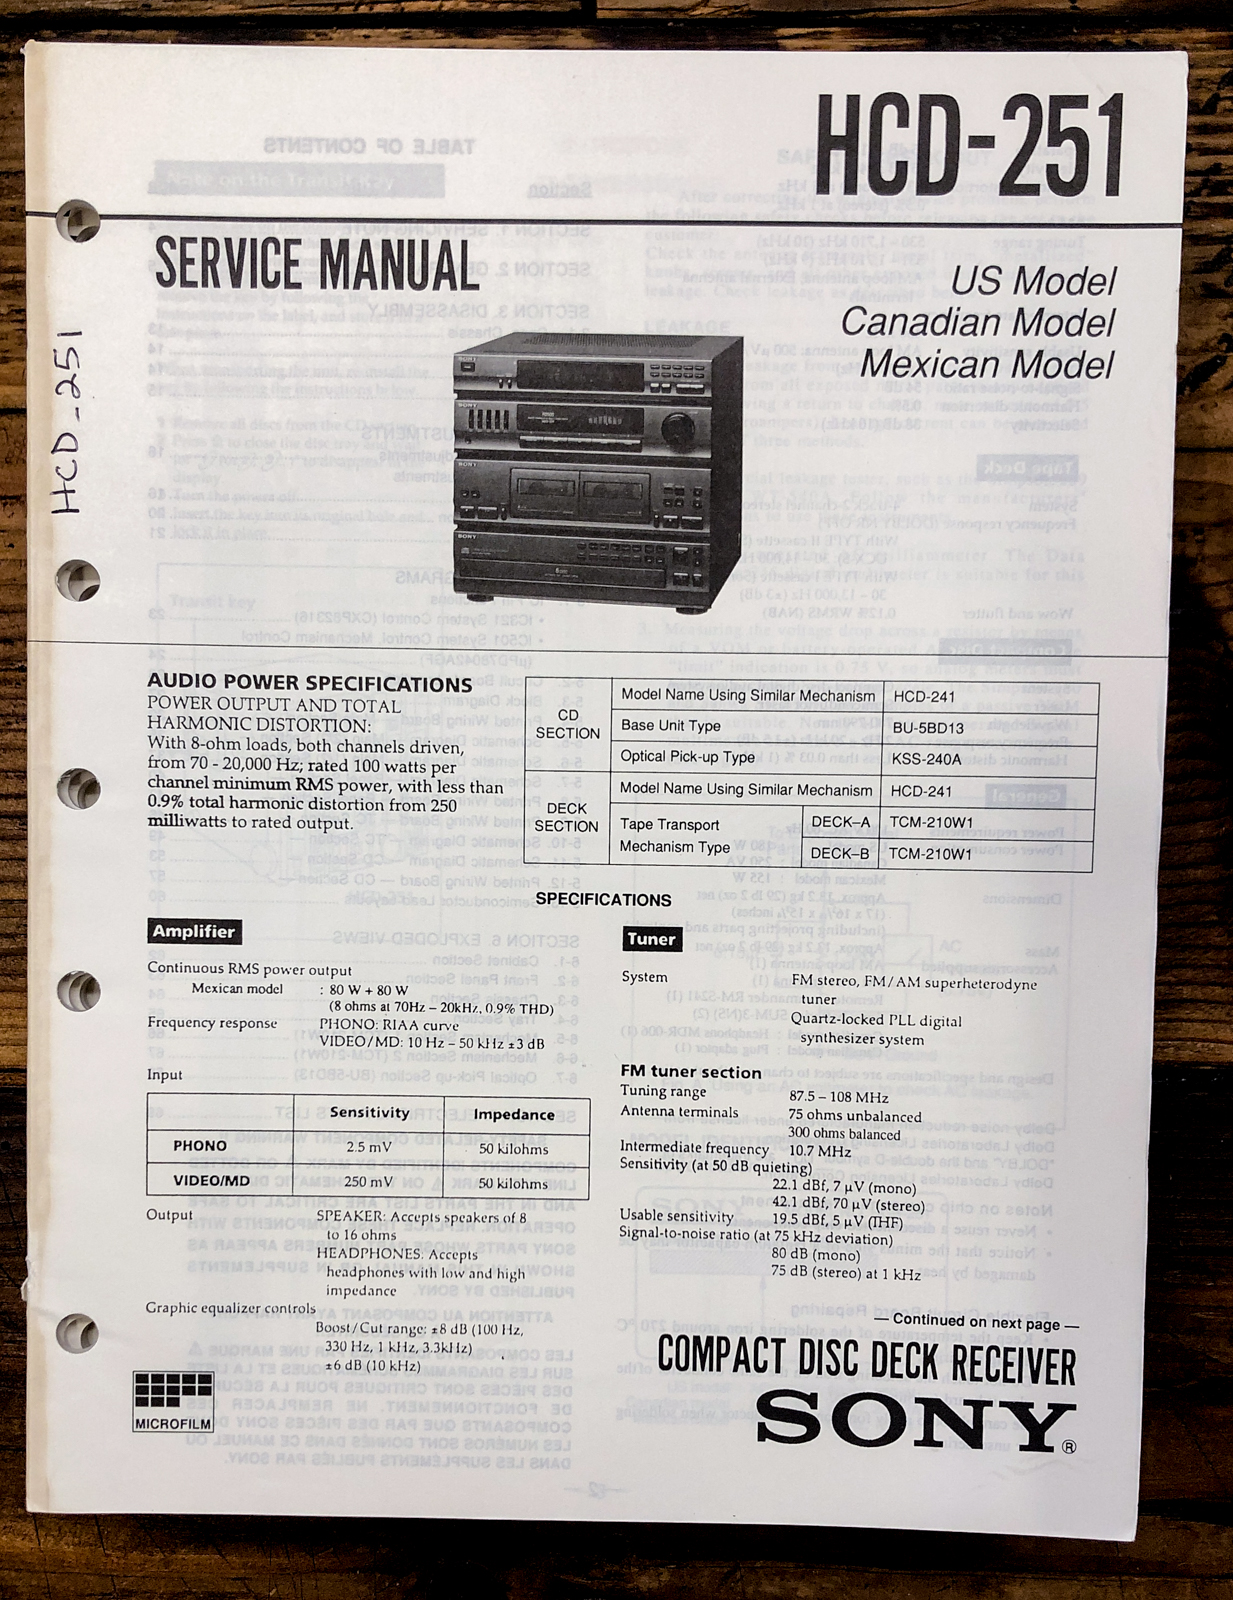 HCD-251
SERVICE MANUAL
US Model
Canadian Model
Mexican Model
HCD-251
SONY
SONY
SONY
SONY
AUDIO POWER SPECIFICATIONS
POWER OUTPUT AND TOTAL
HARMONIC DISTORTION:
With 8-ohm loads, both channels driven,
from 70 - 20,000 Hz; rated 100 watts per
channel minimum RMS power, with less than
0.9% total harmonic distortion from 250
milliwatts to rated output.
CD SECTION
Model Name Using Similar Mechanism HCD-241
Base Unit Type BU-5BD13
Optical Pick-up Type KSS-240A
DECK SECTION
Model Name Using Similar Mechanism HCD-241
Tape Transport Mechanism Type
DECK–A TCM-210W1
DECK–B TCM-210W1
SPECIFICATIONS
Amplifier
Continuous RMS power output
Mexican model : 80 W + 80 W
(8 ohms at 70Hz – 20kHz, 0.9% THD)
Frequency response PHONO: RIAA curve
VIDEO/MD: 10 Hz – 50 kHz ±3 dB
Input
Sensitivity Impedance
PHONO 2.5 mV 50 kilohms
VIDEO/MD 250 mV 50 kilohms
Output SPEAKER: Accepts speakers of 8
to 16 ohms
HEADPHONES: Accepts
headphones with low and high
impedance
Graphic equalizer controls
Boost/Cut range: ±8 dB (100 Hz,
330 Hz, 1 kHz, 3.3kHz)
±6 dB (10 kHz)
MICROFILM
Tuner
System FM stereo, FM/AM superheterodyne
tuner
Quartz-locked PLL digital
synthesizer system
FM tuner section
Tuning range 87.5 – 108 MHz
Antenna terminals 75 ohms unbalanced
300 ohms balanced
Intermediate frequency 10.7 MHz
Sensitivity (at 50 dB quieting)
22.1 dBf, 7 µV (mono)
42.1 dBf, 70 µV (stereo)
Usable sensitivity 19.5 dBf, 5 µV (IHF)
Signal-to-noise ratio (at 75 kHz deviation)
80 dB (mono)
75 dB (stereo) at 1 kHz
— Continued on next page —
COMPACT DISC DECK RECEIVER
SONY®